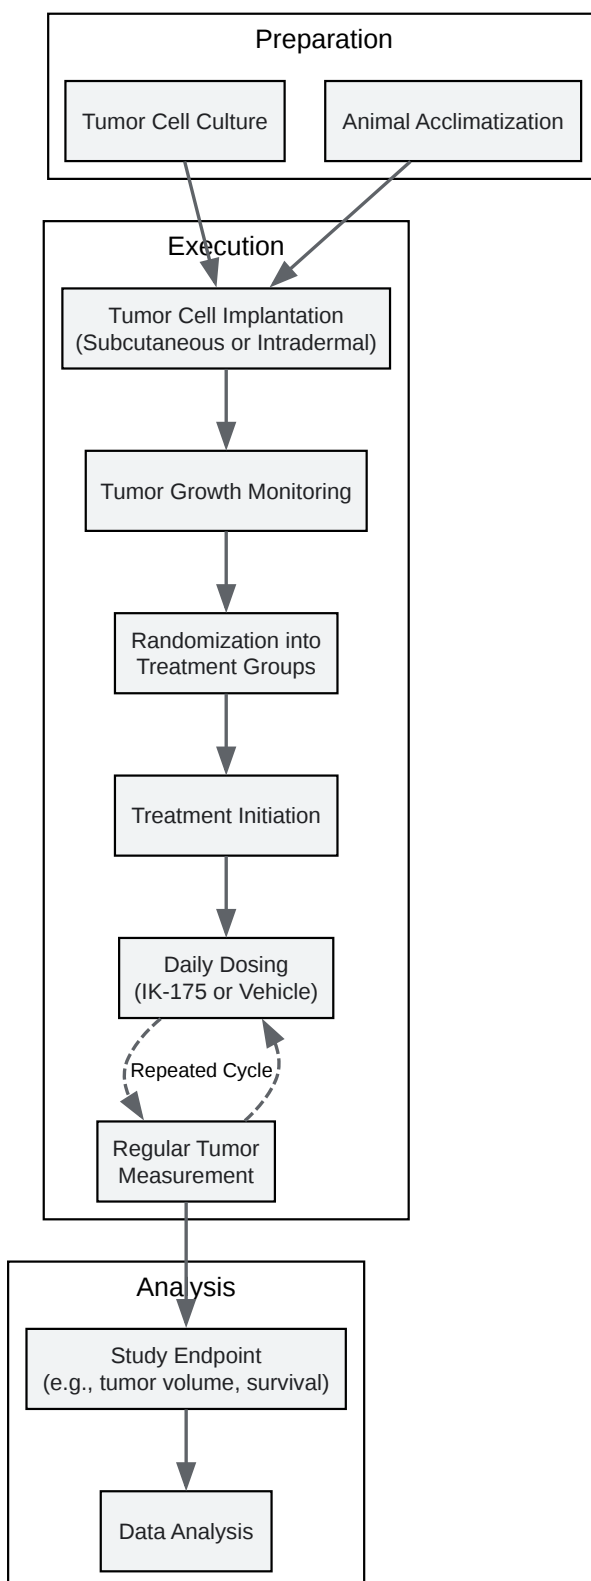 Preparation
Tumor Cell Culture
Animal Acclimatization
Execution
Tumor Cell Implantation
(Subcutaneous or Intradermal)
Tumor Growth Monitoring
Randomization into
Treatment Groups
Treatment Initiation
Daily Dosing
(IK-175 or Vehicle)
Repeated Cycle
Regular Tumor
Measurement
Analysis
Study Endpoint
(e.g., tumor volume, survival)
Data Analysis